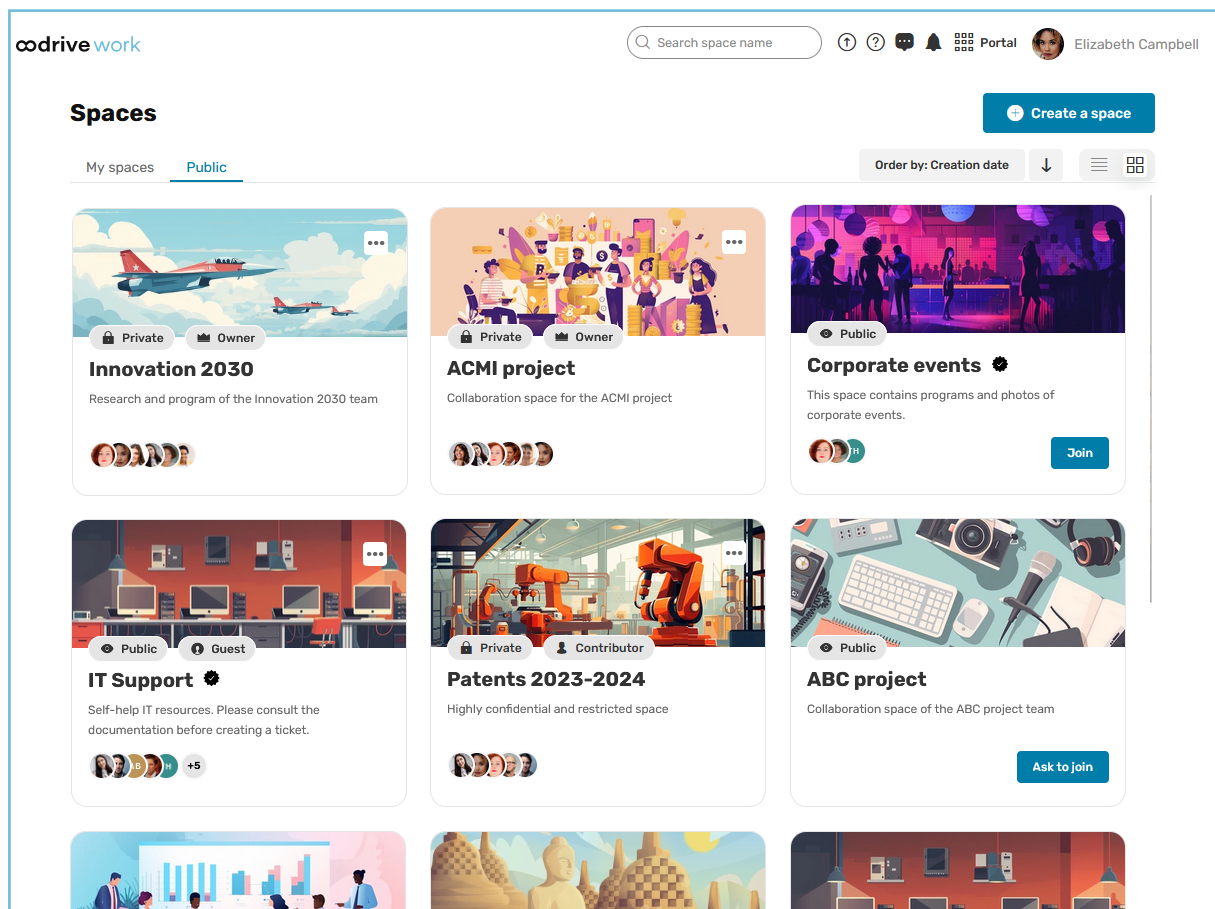 oodrive work
Search space name
Portal
Elizabeth Campbell
Spaces
Create a space
My spaces
Public
Order by: Creation date
Private
Owner
Innovation 2030
Research and program of the Innovation 2030 team
Private
Owner
ACMI project
Collaboration space for the ACMI project
Public
Corporate events
This space contains programs and photos of
corporate events.
Join
Public
Guest
IT Support
Self-help IT resources. Please consult the
documentation before creating a ticket.
+5
Private
Contributor
Patents 2023-2024
Highly confidential and restricted space
Public
ABC project
Collaboration space of the ABC project team
Ask to join